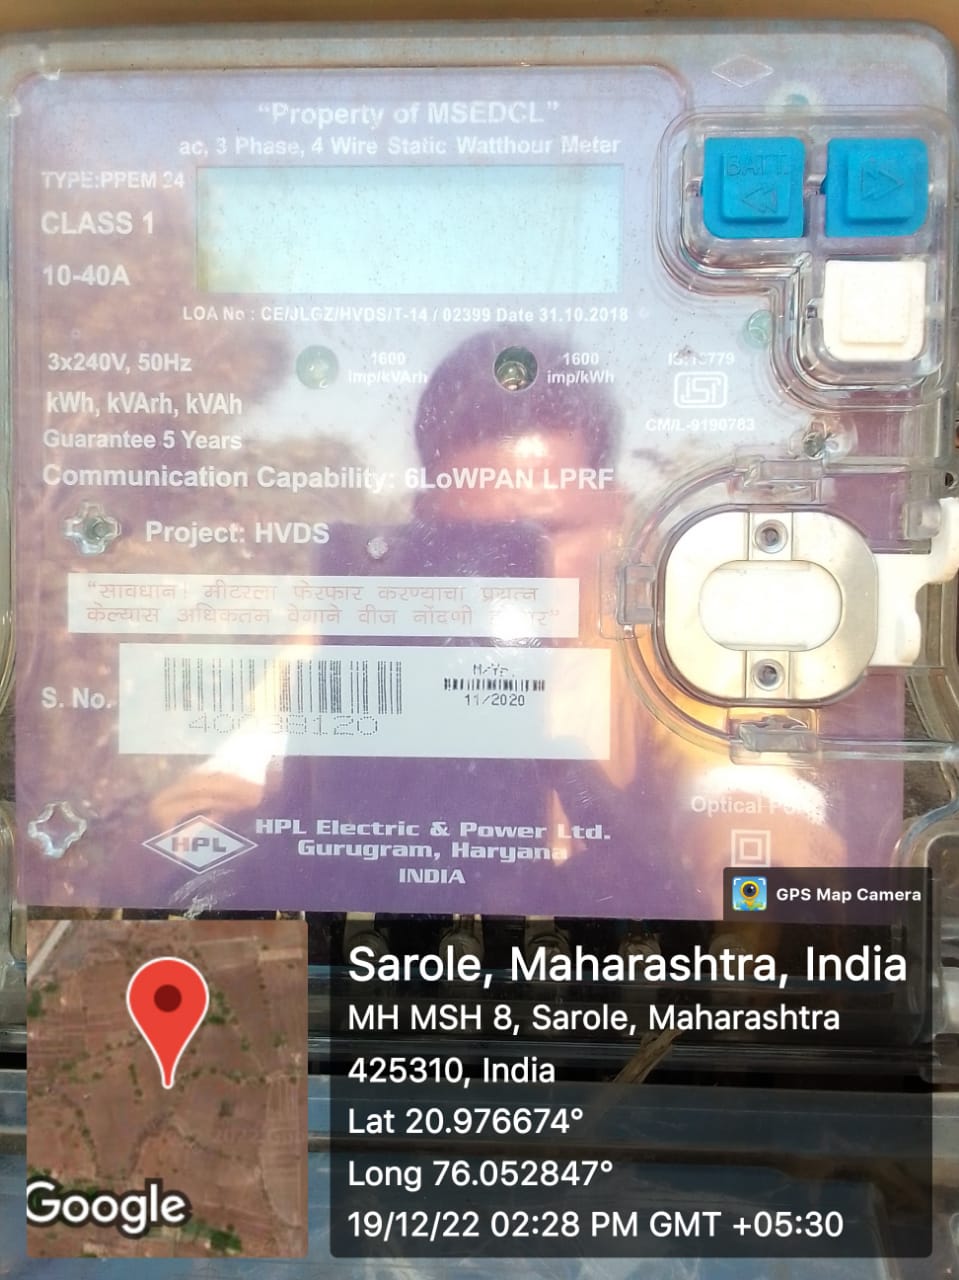 "Property of MSEDCL"
ac, 3 Phase, 4 Wire Static Watthour Meter
TYPE:PPEM 24
CLASS 1
10-40A
BATT.
LOA No : CE/JLGZ/HVDS/T-14 / 02399 Date 31.10.2018
3x240V, 50Hz
1600
imp/kVArh
1600
imp/kWh
kWh, kVArh, kVAh
Guarantee 5 Years
ISI
CM/L-9190783
Communication Capability: 6LoWPAN LPRF
Project: HVDS
"सावधान! मीटरला फेरफार करण्याचा प्रयत्न
केल्यास अधिकतम वेगाने वीज नोंदणी
S. No.
M/Yr.
11/2020
HPL
HPL Electric & Power Ltd.
Gurugram, Haryana
INDIA
Optical
GPS Map Camera
Google
Sarole, Maharashtra, India
MH MSH 8, Sarole, Maharashtra
425310, India
Lat 20.976674°
Long 76.052847°
19/12/22 02:28 PM GMT +05:30